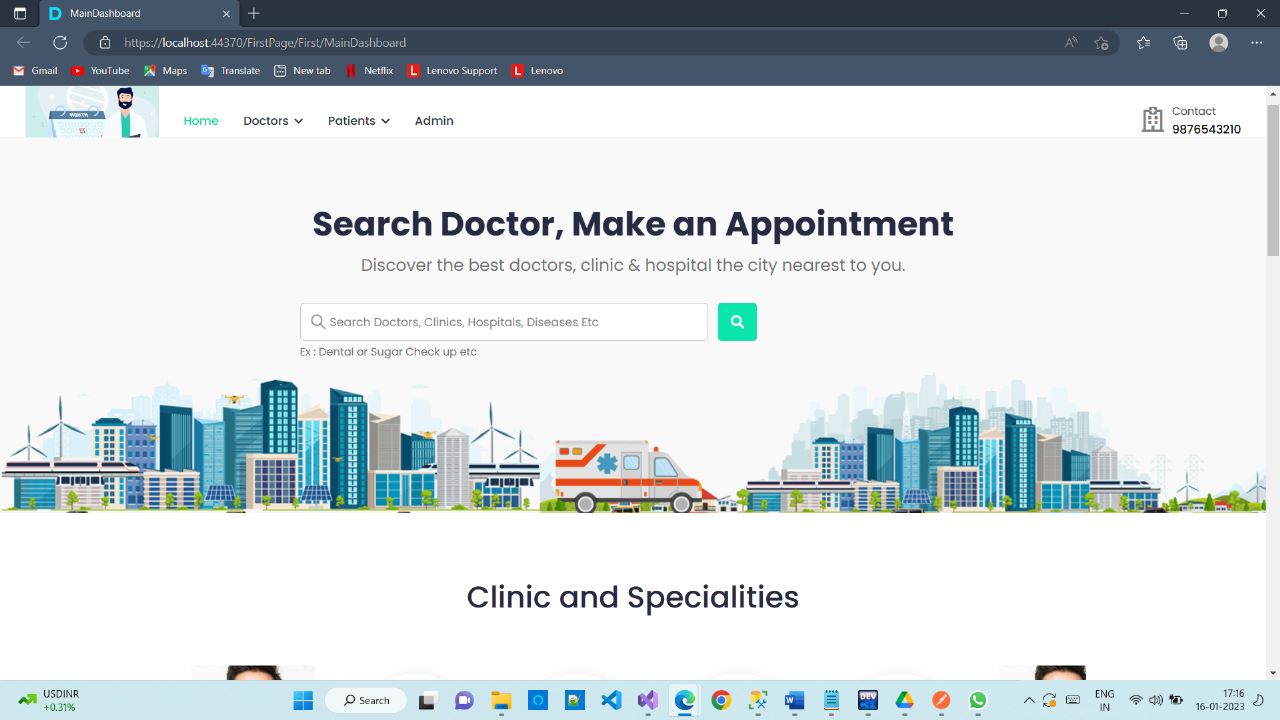 MainDashboard
https://localhost:44370/FirstPage/First/MainDashboard
Gmail YouTube Maps Translate New tab Netflix Lenovo Support Lenovo
MONTH
Home Doctors Patients Admin
Contact
9876543210
Search Doctor, Make an Appointment
Discover the best doctors, clinic & hospital the city nearest to you.
Search Doctors, Clinics, Hospitals, Diseases Etc
Ex : Dental or Sugar Check up etc
Clinic and Specialities
USDINR
+0.31%
Search
DEV
ENG
IN
17:16
16-01-2023